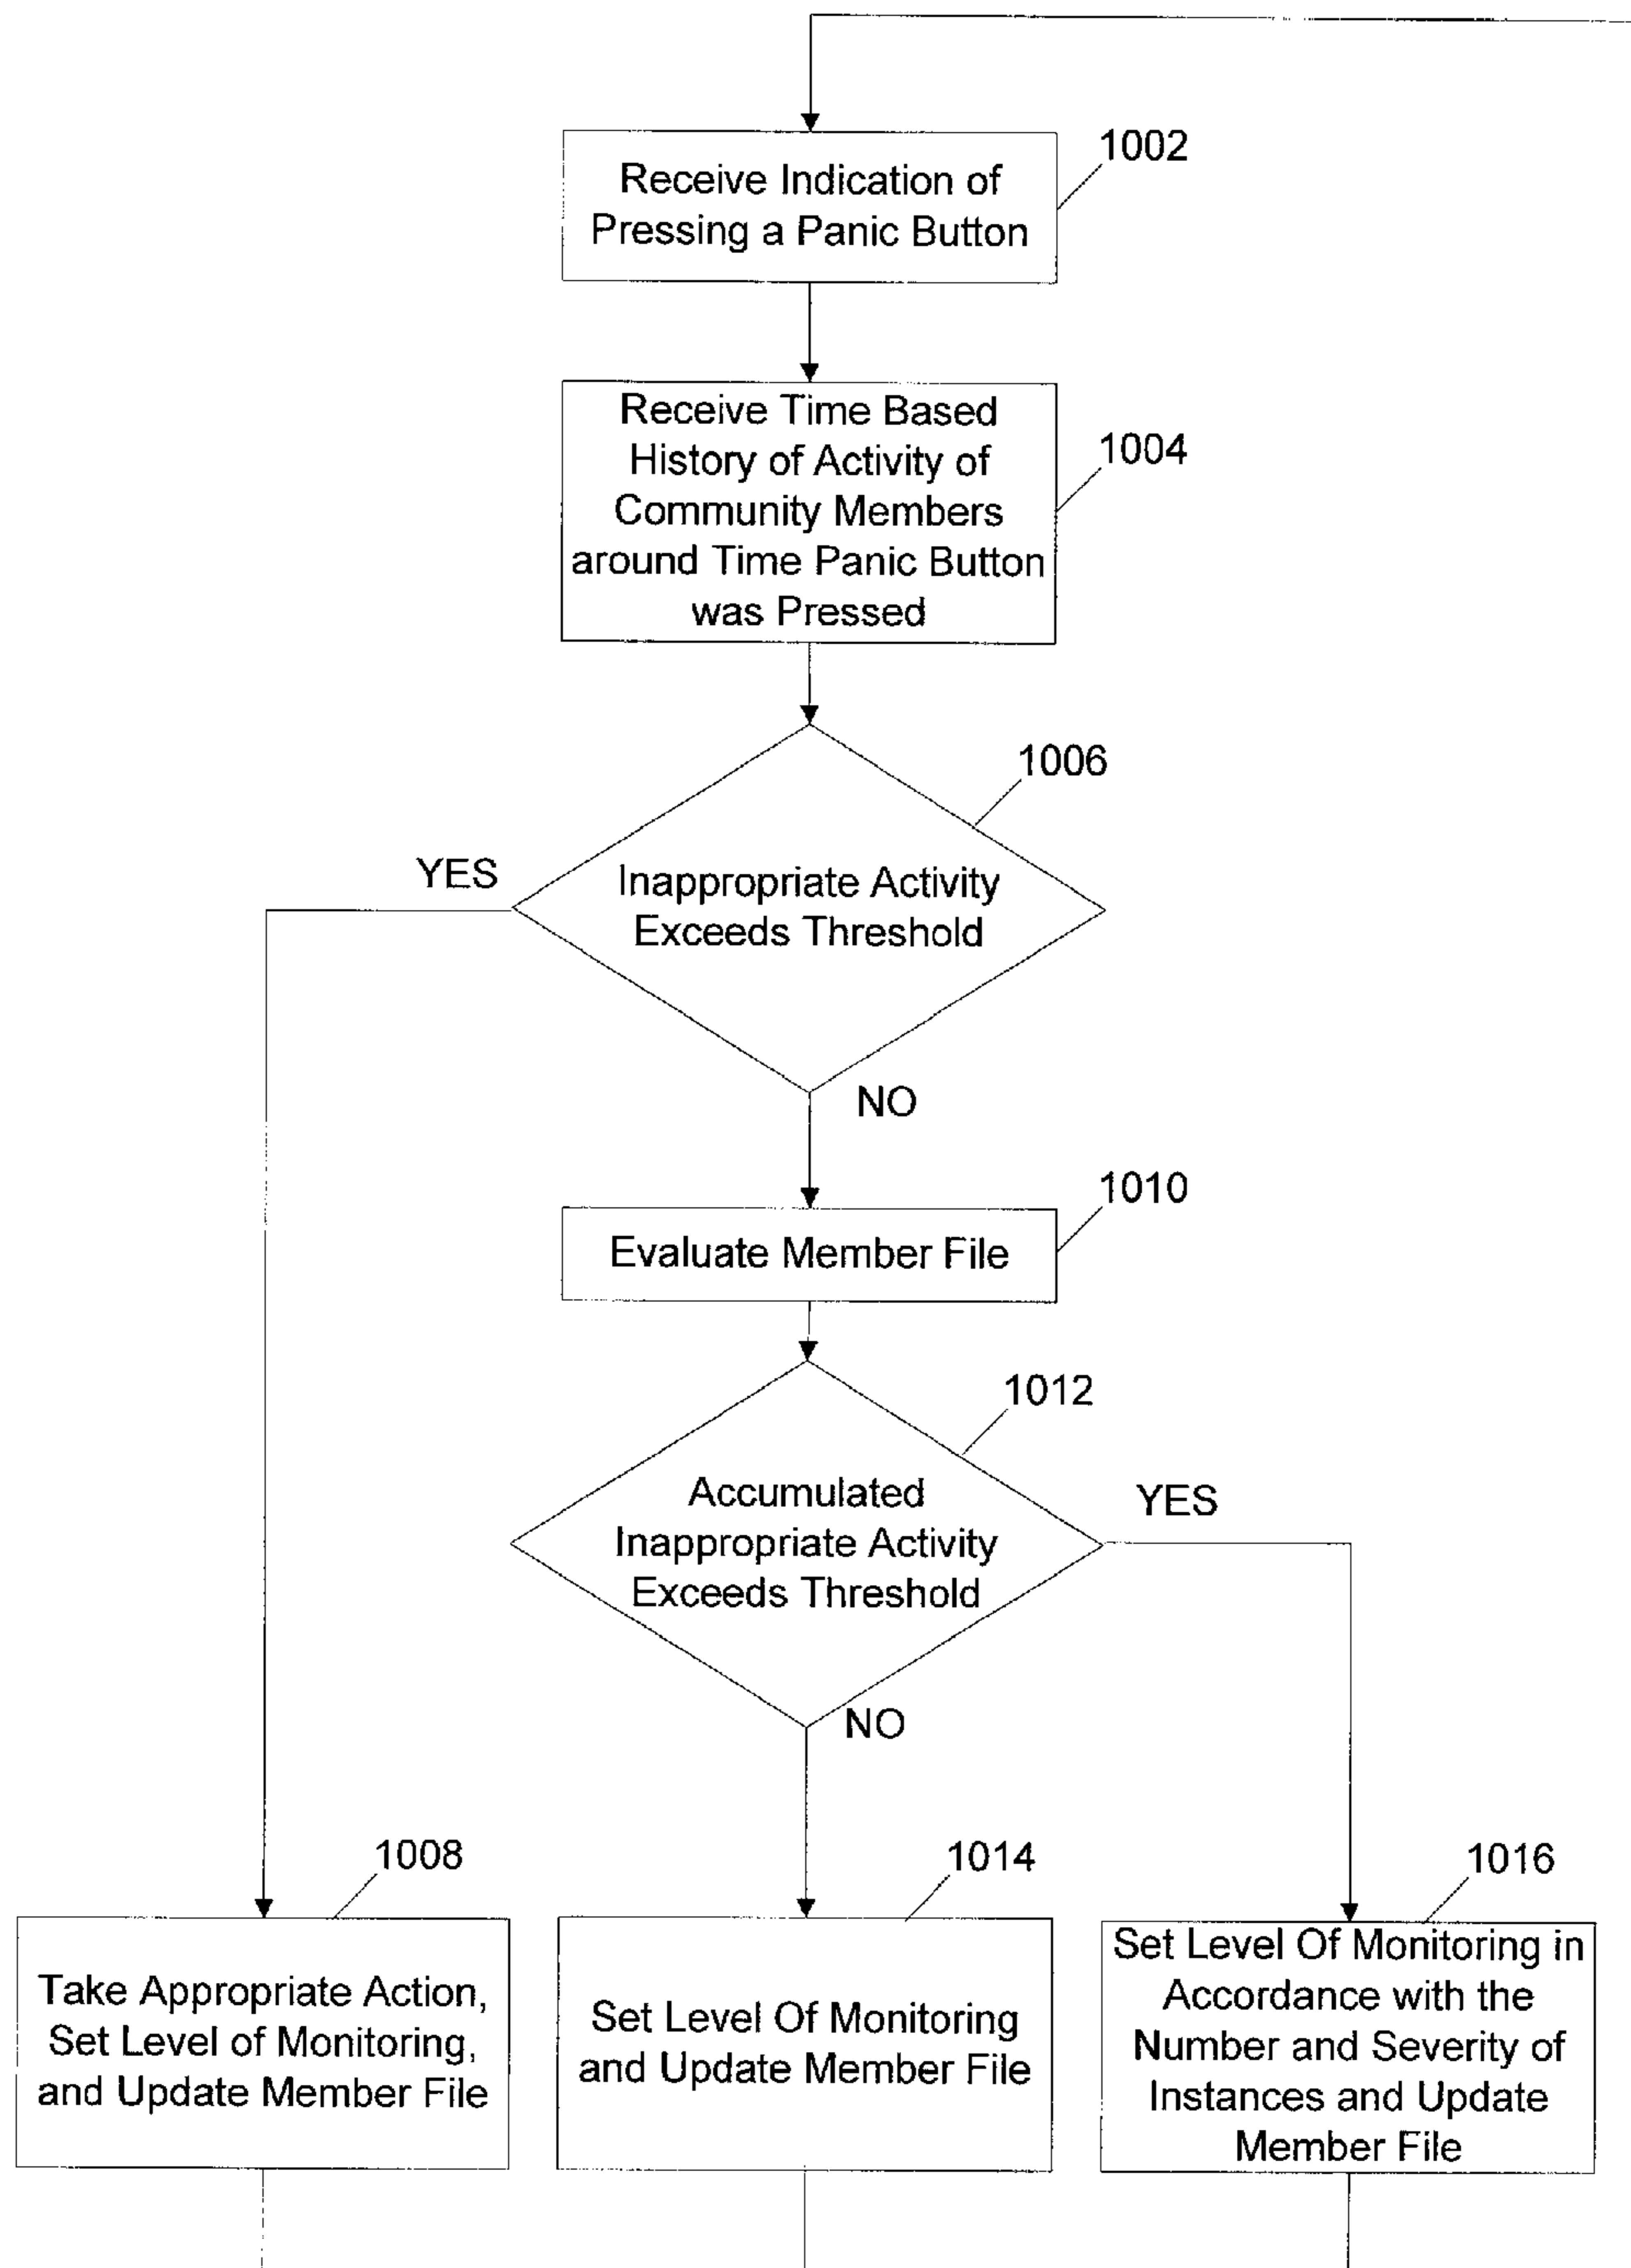 1002
Receive Indication of
Pressing a Panic Button
1004
Receive Time Based
History of Activity of
Community Members
around Time Panic Button
was Pressed
1006
YES
Inappropriate Activity
Exceeds Threshold
NO
1010
Evaluate Member File
1012
Accumulated
Inappropriate Activity
Exceeds Threshold
YES
NO
1008
Take Appropriate Action,
Set Level of Monitoring,
and Update Member File
1014
Set Level Of Monitoring
and Update Member File
1016
Set Level Of Monitoring in
Accordance with the
Number and Severity of
Instances and Update
Member File